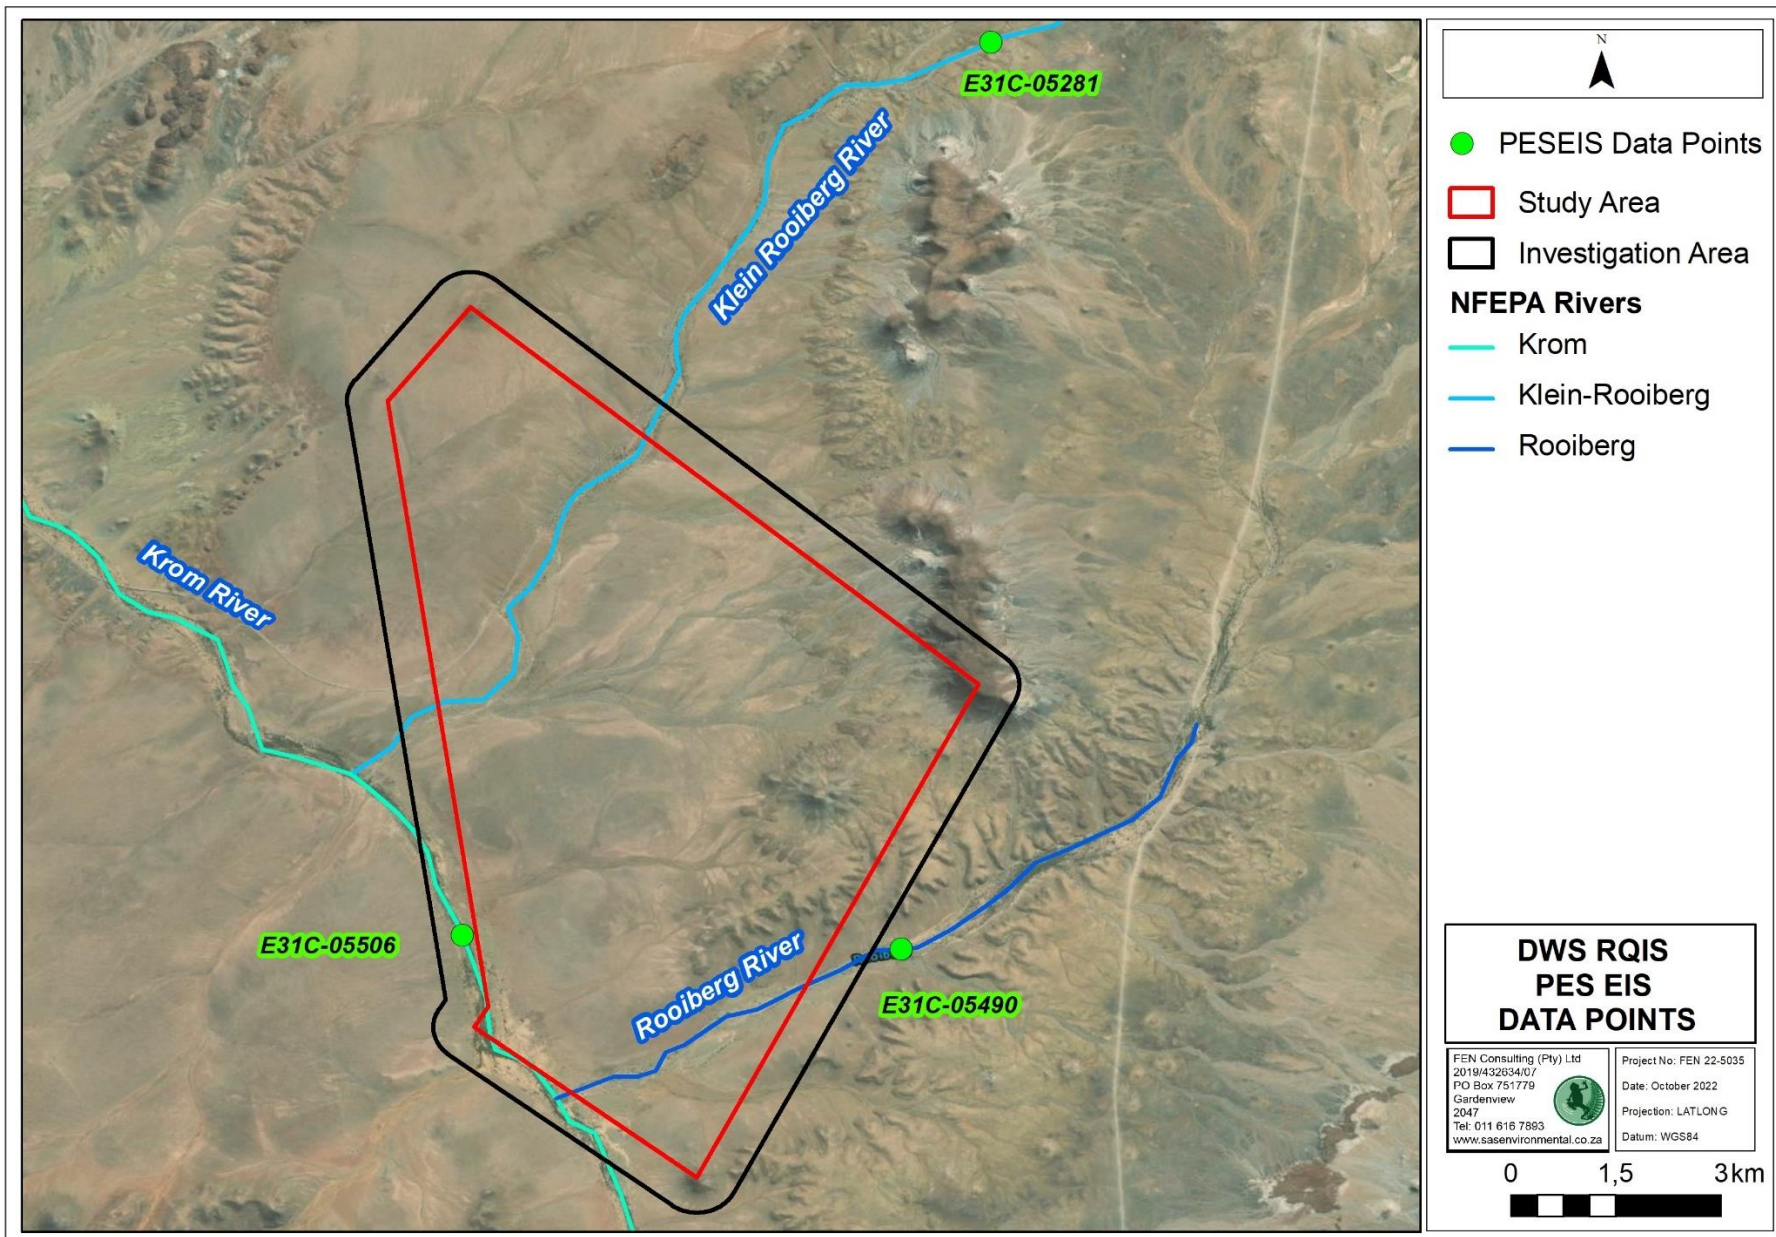 E31C-05281
Klein Rooiberg River
Krom River
E31C-05506
Rooiberg River
E31C-05490
N
PESEIS Data Points
Study Area
Investigation Area
NFEPA Rivers
Krom
Klein-Rooiberg
Rooiberg
DWS RQIS
PES EIS
DATA POINTS
FEN Consulting (Pty) Ltd
2019/432634/07
PO Box 751779
Gardenview
2047
Tel: 011 616 7893
www.sasenvironmental.co.za
Project No: FEN 22-5035
Date: October 2022
Projection: LATLONG
Datum: WGS84
0 1,5 3km